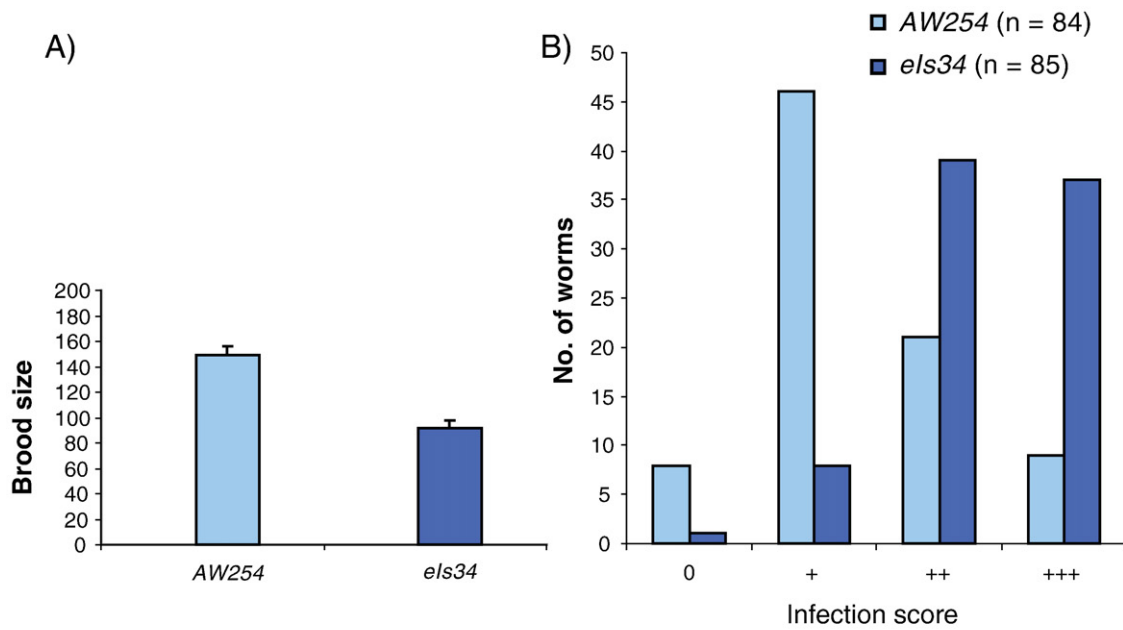 A)
Brood size
200
180
160
140
120
100
80
60
40
20
0
AW254
eIs34
B)
AW254 (n = 84)
eIs34 (n = 85)
No. of worms
50
45
40
35
30
25
20
15
10
5
0
0
+
++
+++
Infection score